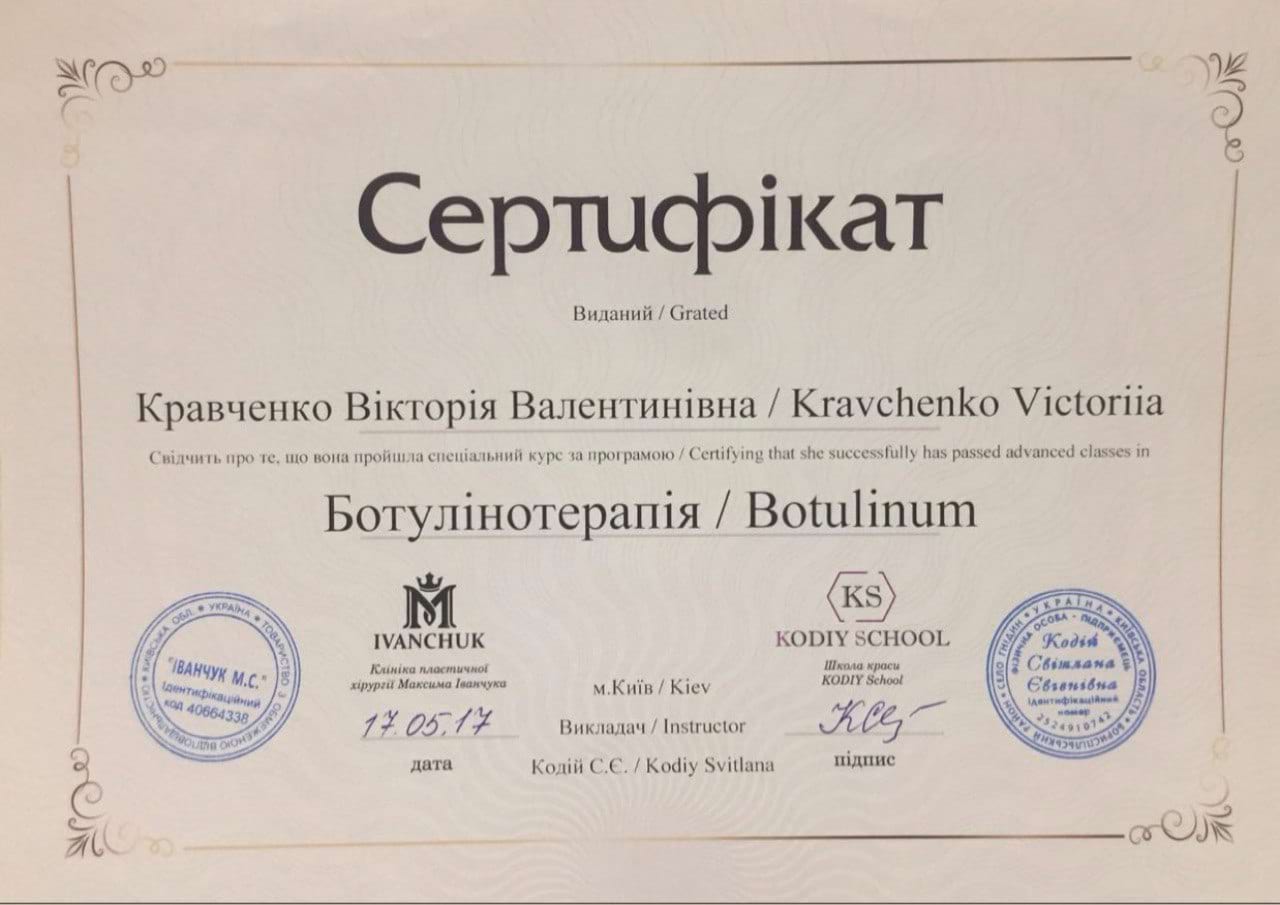 Сертифікат
Виданий / Grated
Кравченко Вікторія Валентинівна / Kravchenko Victoriia
Свідчить про те, що вона пройшла спеціальний курс за програмою / Certifying that she successfully has passed advanced classes in
Ботулінотерапія / Botulinum
УКРАЇНА * ТОВАРИСТВО З ОБМЕЖЕНОЮ ВІДПОВІДАЛЬНІСТЮ * КИЇВСЬКА ОБЛ.
"ІВАНЧУК М.С."
Ідентифікаційний
код 40664338
M
IVANCHUK
Клініка пластичної
хірургії Максима Іванчука
17.05.17
дата
м.Київ / Kiev
Викладач / Instructor
Кодій С.Є. / Kodiy Svitlana
KS
KODIY SCHOOL
Школа краси
KODIY School
підпис
УКРАЇНА * КИЇВСЬКА ОБЛАСТЬ * БОРИСПІЛЬСЬКИЙ РАЙОН * СЕЛО ГНІДИН
ФІЗИЧНА ОСОБА - ПІДПРИЄМЕЦЬ
Кодій
Світлана
Євгенівна
Ідентифікаційний
номер
2524910742